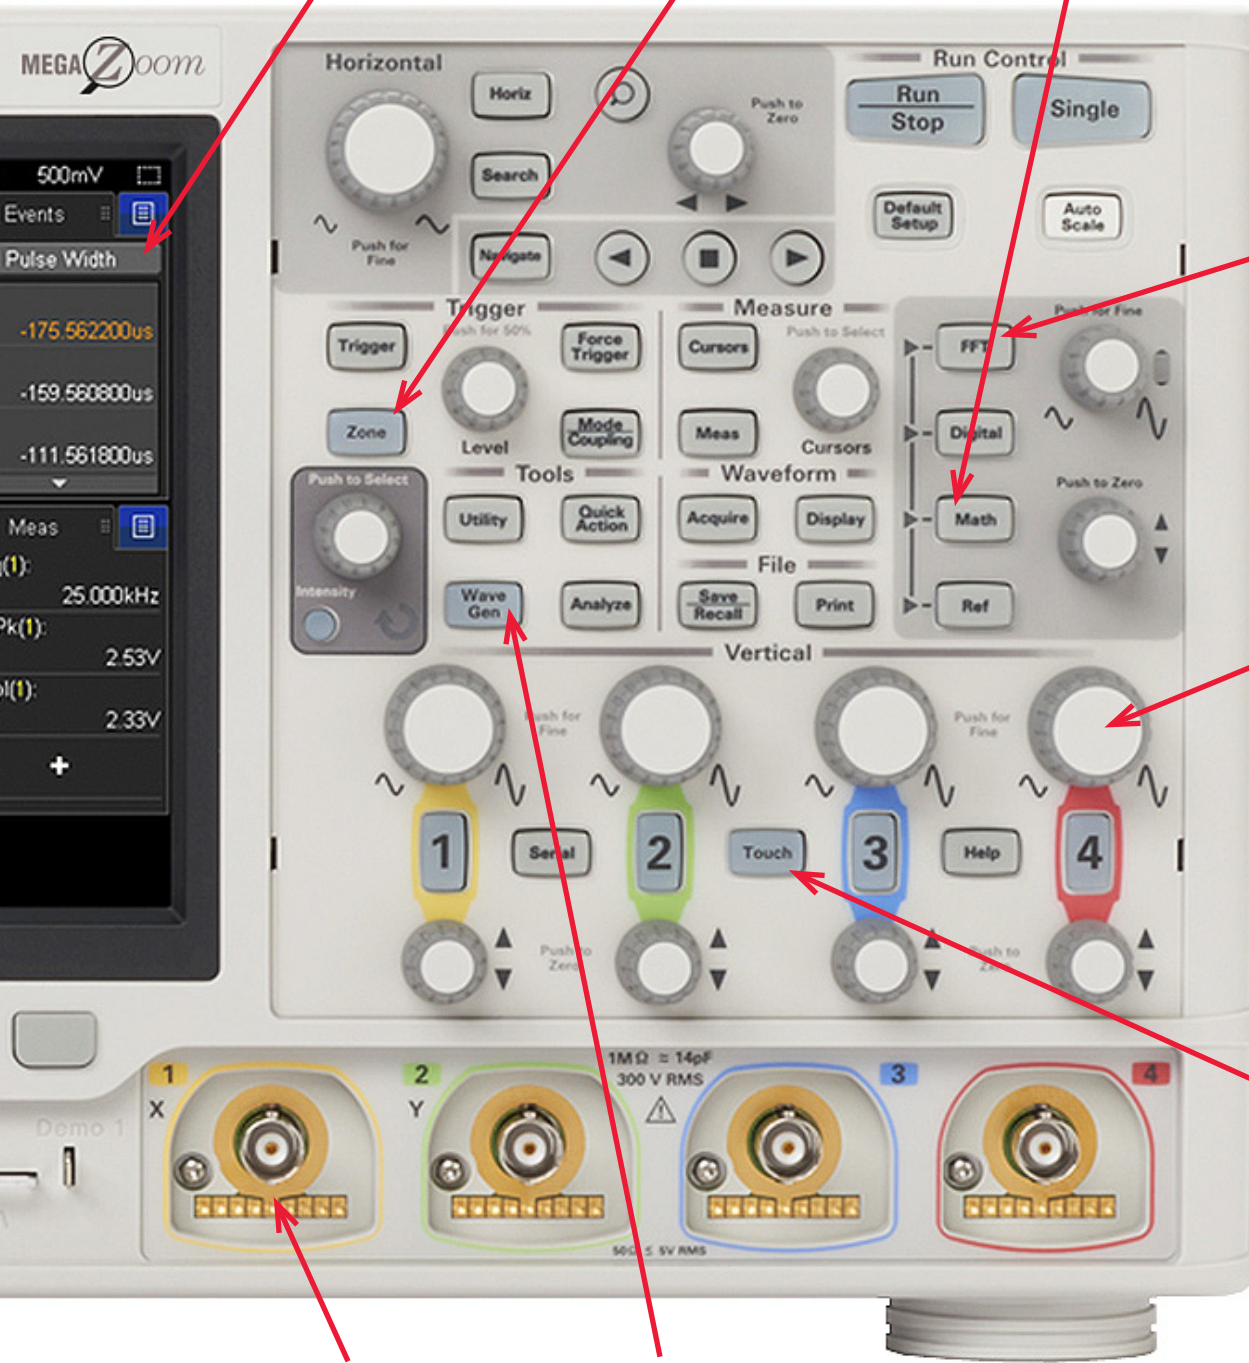 MEGA Zoom
500mV
Events
Pulse Width
-175.562200us
-159.560800us
-111.561800us
Meas
(1):
25.000kHz
Pk(1):
2.53V
(1):
2.33V
Demo 1
Horizontal
Horiz
Push to
Zero
Search
Push for
Fine
Navigate
Run Control
Run
Stop
Single
Default
Setup
Auto
Scale
Trigger
Push for 50%
Trigger
Force
Trigger
Zone
Level
Mode
Coupling
Measure
Cursors
Push to Select
Meas
Cursors
Push for Fine
FFT
Digital
Push to Zero
Math
Ref
Push to Select
Intensity
Tools
Utility
Quick
Action
Wave
Gen
Analyze
Waveform
Acquire
Display
File
Save
Recall
Print
Vertical
Push for
Fine
Push for
Fine
1
Serial
2
Touch
3
Help
4
Push to
Zero
Push to
Zero
1
X
2
Y
1MΩ ≈ 14pF
300 V RMS
3
4
50Ω ≤ 5V RMS